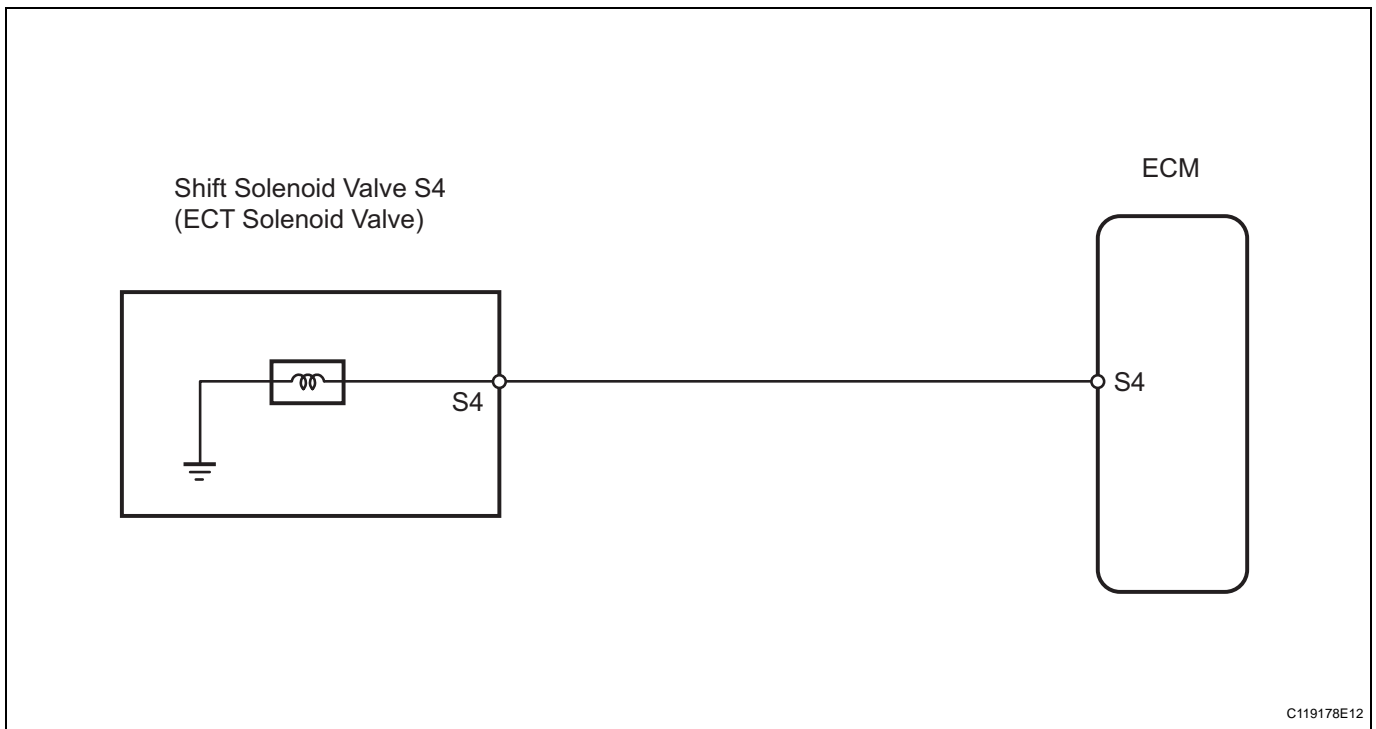 Shift Solenoid Valve S4
(ECT Solenoid Valve)
ECM
S4
S4
C119178E12